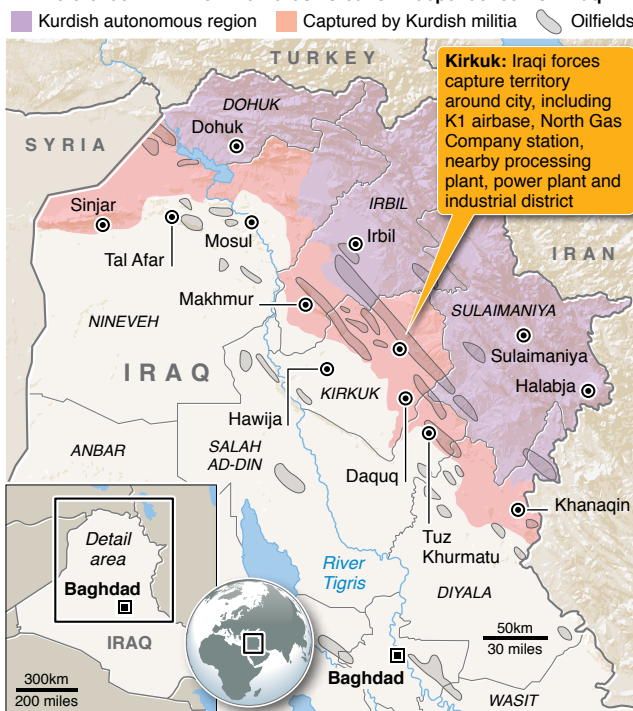 Kurdish autonomous region
Captured by Kurdish militia
Oilfields
TURKEY
Kirkuk: Iraqi forces
capture territory
around city, including
K1 airbase, North Gas
Company station,
nearby processing
plant, power plant and
industrial district
DOHUK
Dohuk
SYRIA
IRBIL
Irbil
IRAN
Sinjar
Mosul
Tal Afar
Makhmur
SULAIMANIYA
NINEVEH
Sulaimaniya
IRAQ
Halabja
KIRKUK
Hawija
ANBAR
SALAH
AD-DIN
Daquq
Khanaqin
Tuz
Khurmatu
Detail
area
Baghdad
IRAQ
300km
200 miles
River
Tigris
DIYALA
50km
30 miles
Baghdad
WASIT